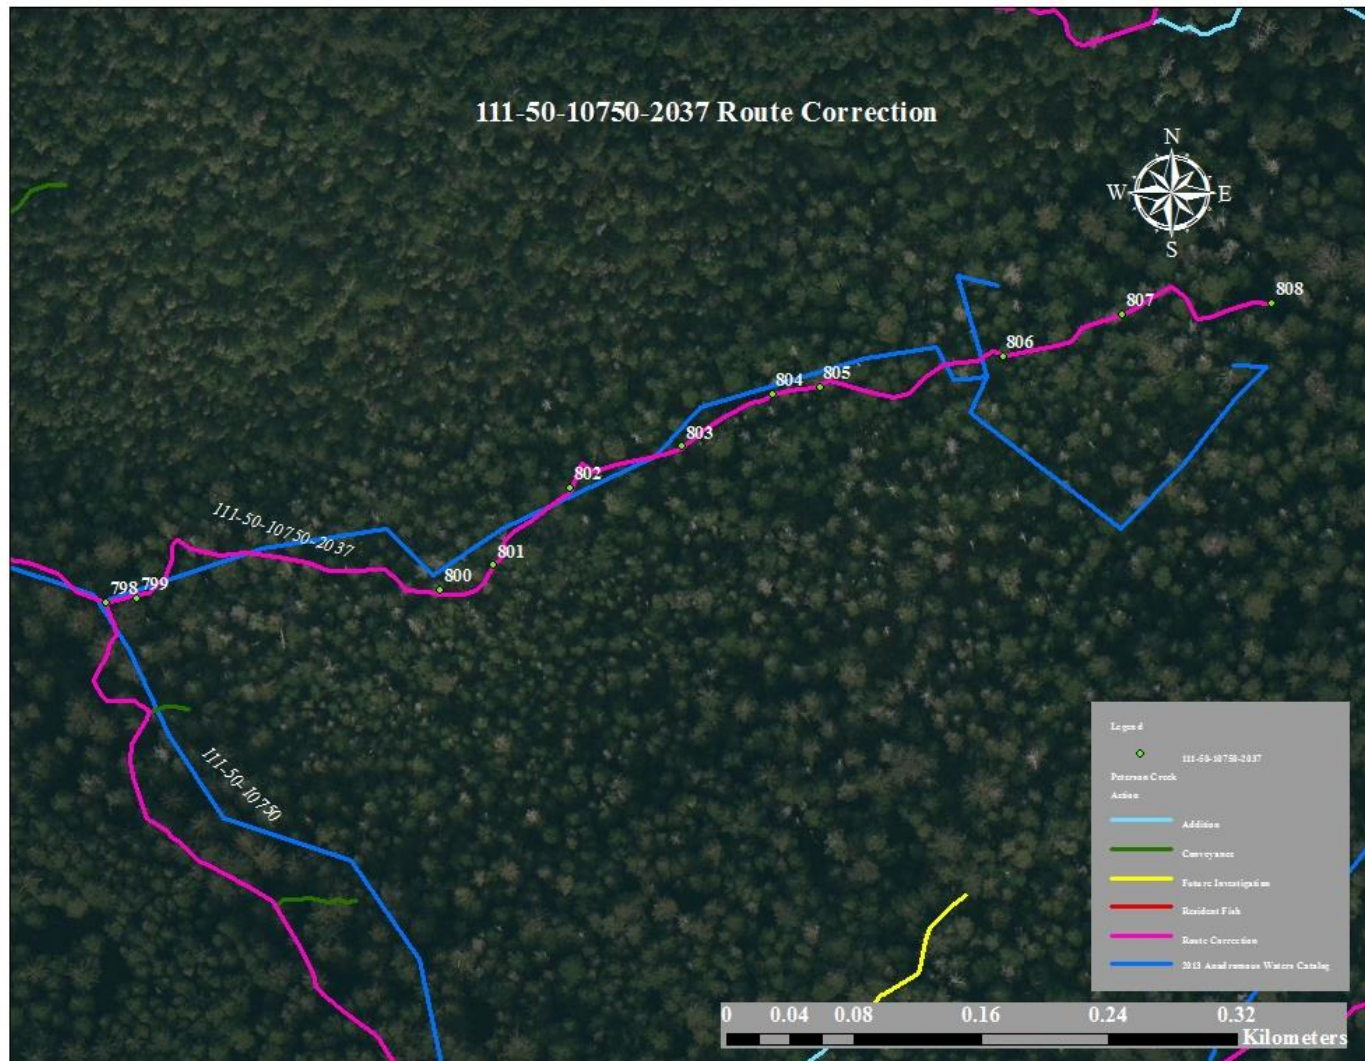 111-50-10750-2037 Route Correction
N
W E
S
808
807
806
804 805
803
802
111-50-10750-2037
801
800
798 799
111-50-10750
Legend
111-50-10750-2037
Peterson Creek
Action
Addition
Conveyance
Future Investigation
Resident Fish
Route Correction
2013 Anadromous Waters Catalog
0 0.04 0.08 0.16 0.24 0.32
Kilometers